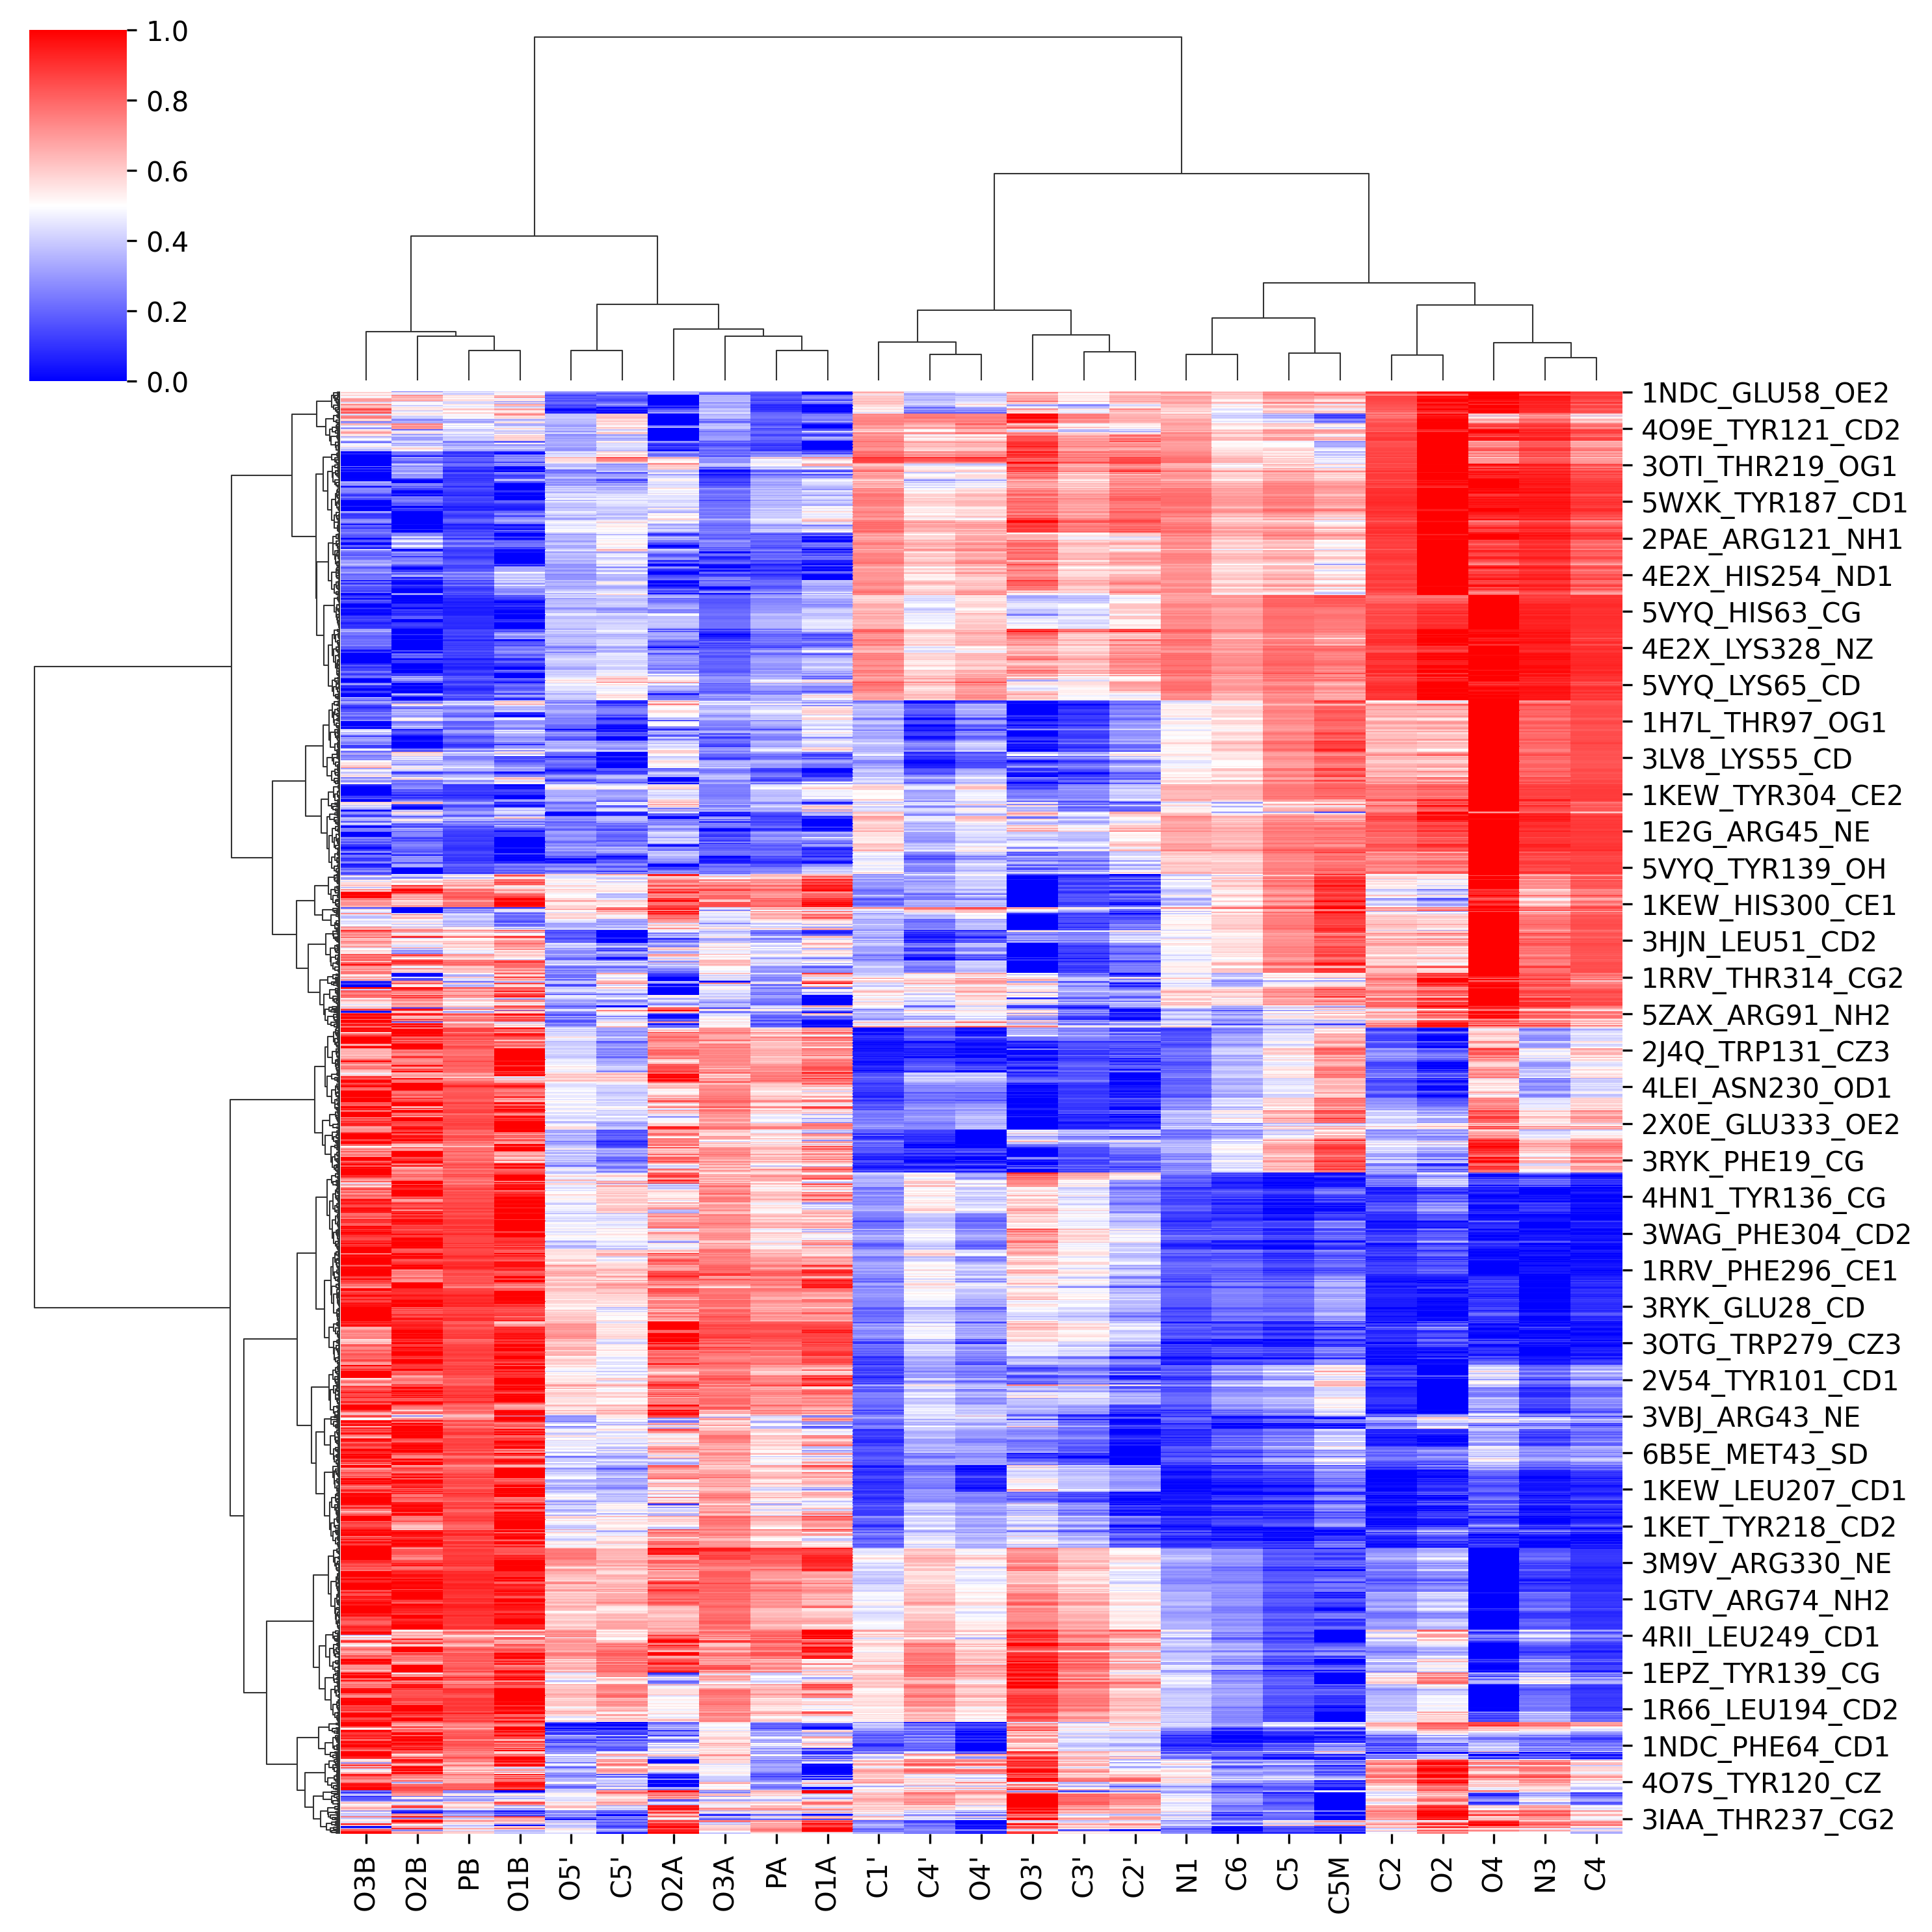 1.0
0.8
0.6
0.4
0.2
0.0
1NDC_GLU58_OE2
4O9E_TYR121_CD2
3OTI_THR219_OG1
5WXK_TYR187_CD1
2PAE_ARG121_NH1
4E2X_HIS254_ND1
5VYQ_HIS63_CG
4E2X_LYS328_NZ
5VYQ_LYS65_CD
1H7L_THR97_OG1
3LV8_LYS55_CD
1KEW_TYR304_CE2
1E2G_ARG45_NE
5VYQ_TYR139_OH
1KEW_HIS300_CE1
3HJN_LEU51_CD2
1RRV_THR314_CG2
5ZAX_ARG91_NH2
2J4Q_TRP131_CZ3
4LEI_ASN230_OD1
2X0E_GLU333_OE2
3RYK_PHE19_CG
4HN1_TYR136_CG
3WAG_PHE304_CD2
1RRV_PHE296_CE1
3RYK_GLU28_CD
3OTG_TRP279_CZ3
2V54_TYR101_CD1
3VBJ_ARG43_NE
6B5E_MET43_SD
1KEW_LEU207_CD1
1KET_TYR218_CD2
3M9V_ARG330_NE
1GTV_ARG74_NH2
4RII_LEU249_CD1
1EPZ_TYR139_CG
1R66_LEU194_CD2
1NDC_PHE64_CD1
4O7S_TYR120_CZ
3IAA_THR237_CG2
O3B O2B PB O1B O5' C5' O2A O3A PA O1A C1' C4' O4' O3' C3' C2' N1 C6 C5 C5M C2 O2 O4 N3 C4